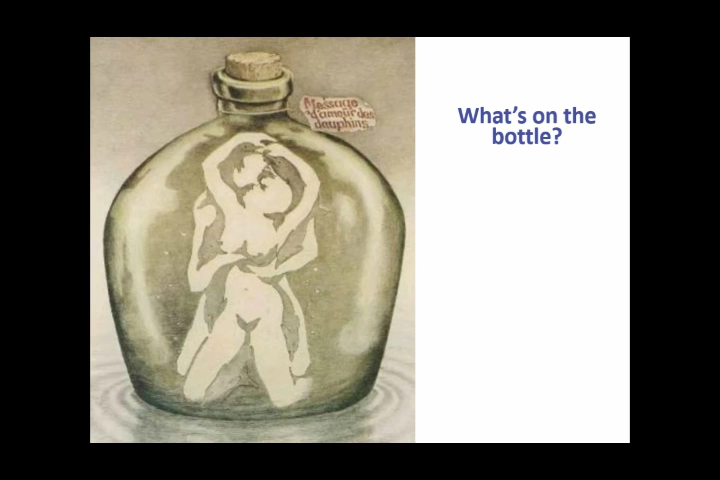 Message
d'amour des
dauphins
What's on the
bottle?